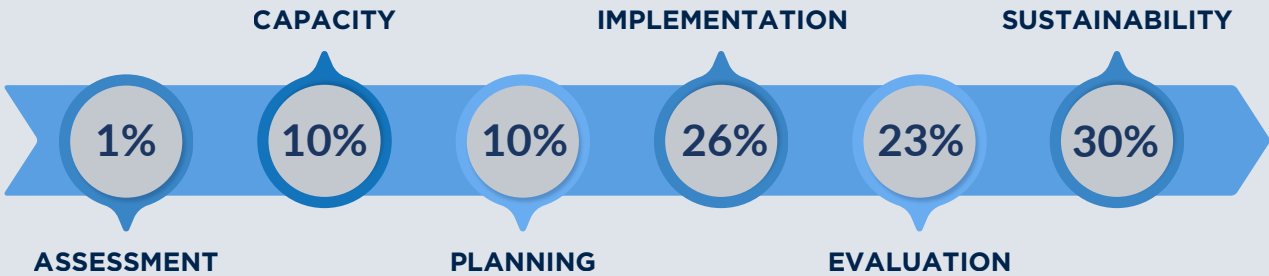 CAPACITY IMPLEMENTATION SUSTAINABILITY
1% 10% 10% 26% 23% 30%
ASSESSMENT PLANNING EVALUATION